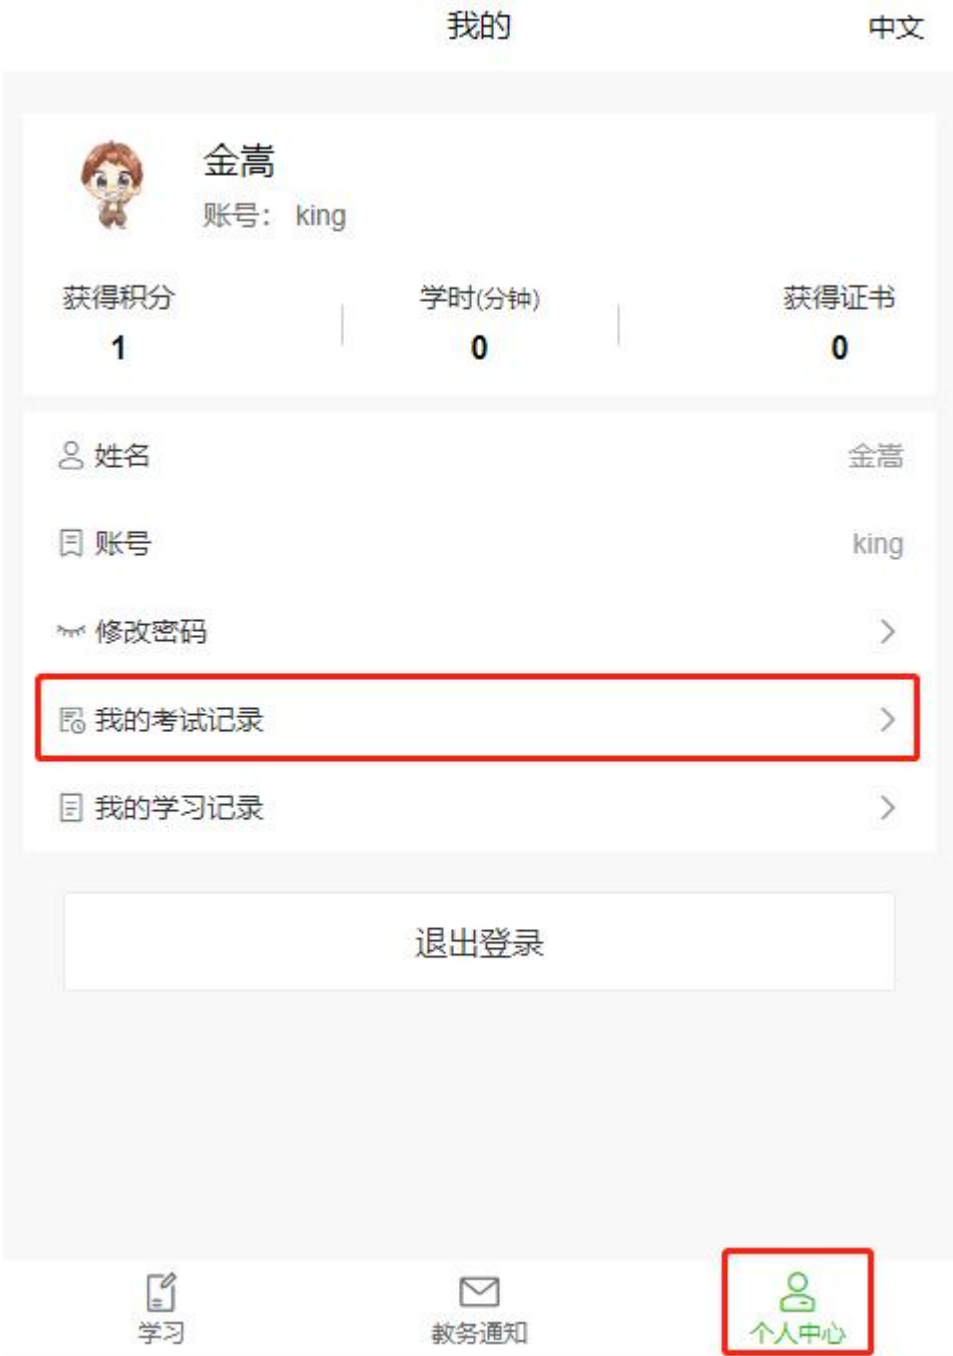 我的 中文
金嵩
账号： king
获得积分 学时(分钟) 获得证书
1 0 0
姓名 金嵩
账号 king
修改密码
我的考试记录
我的学习记录
退出登录
学习 教务通知 个人中心